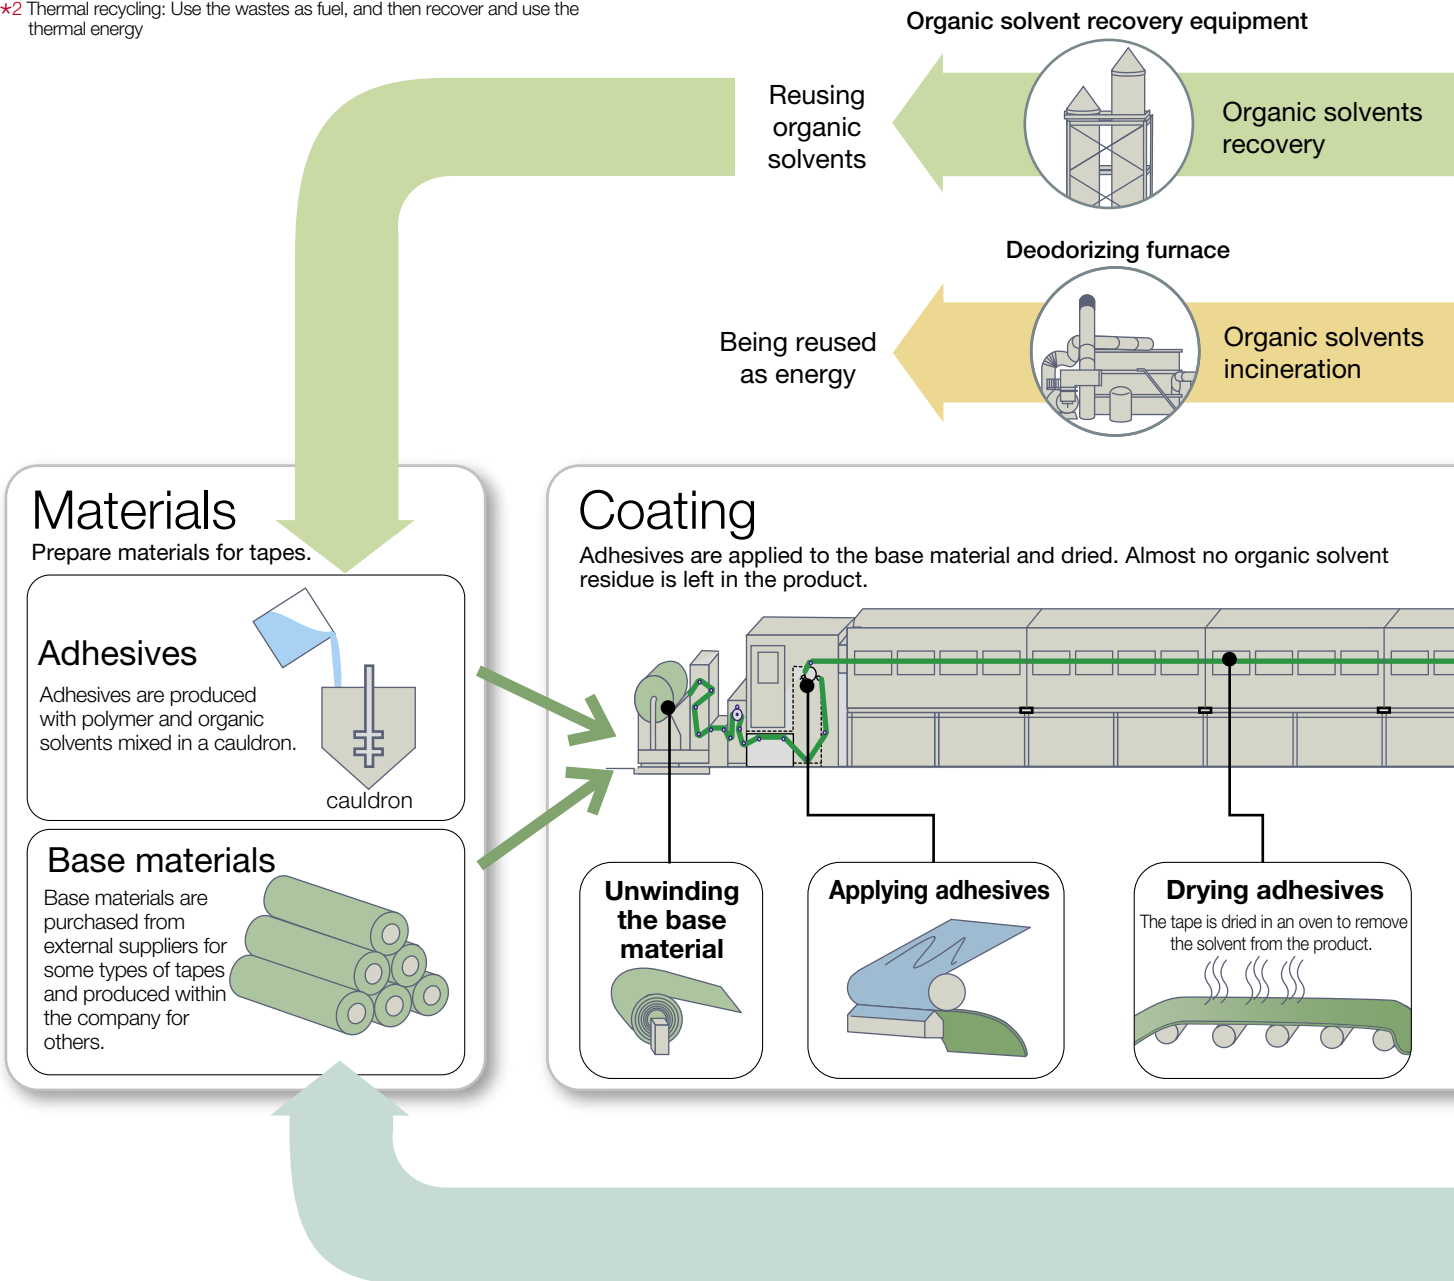 *2 Thermal recycling: Use the wastes as fuel, and then recover and use the
thermal energy
Organic solvent recovery equipment
Reusing
organic
solvents
Organic solvents
recovery
Deodorizing furnace
Being reused
as energy
Organic solvents
incineration
Materials
Prepare materials for tapes.
Adhesives
Adhesives are produced
with polymer and organic
solvents mixed in a cauldron.
cauldron
Base materials
Base materials are
purchased from
external suppliers for
some types of tapes
and produced within
the company for
others.
Coating
Adhesives are applied to the base material and dried. Almost no organic solvent
residue is left in the product.
Unwinding
the base
material
Applying adhesives
Drying adhesives
The tape is dried in an oven to remove
the solvent from the product.